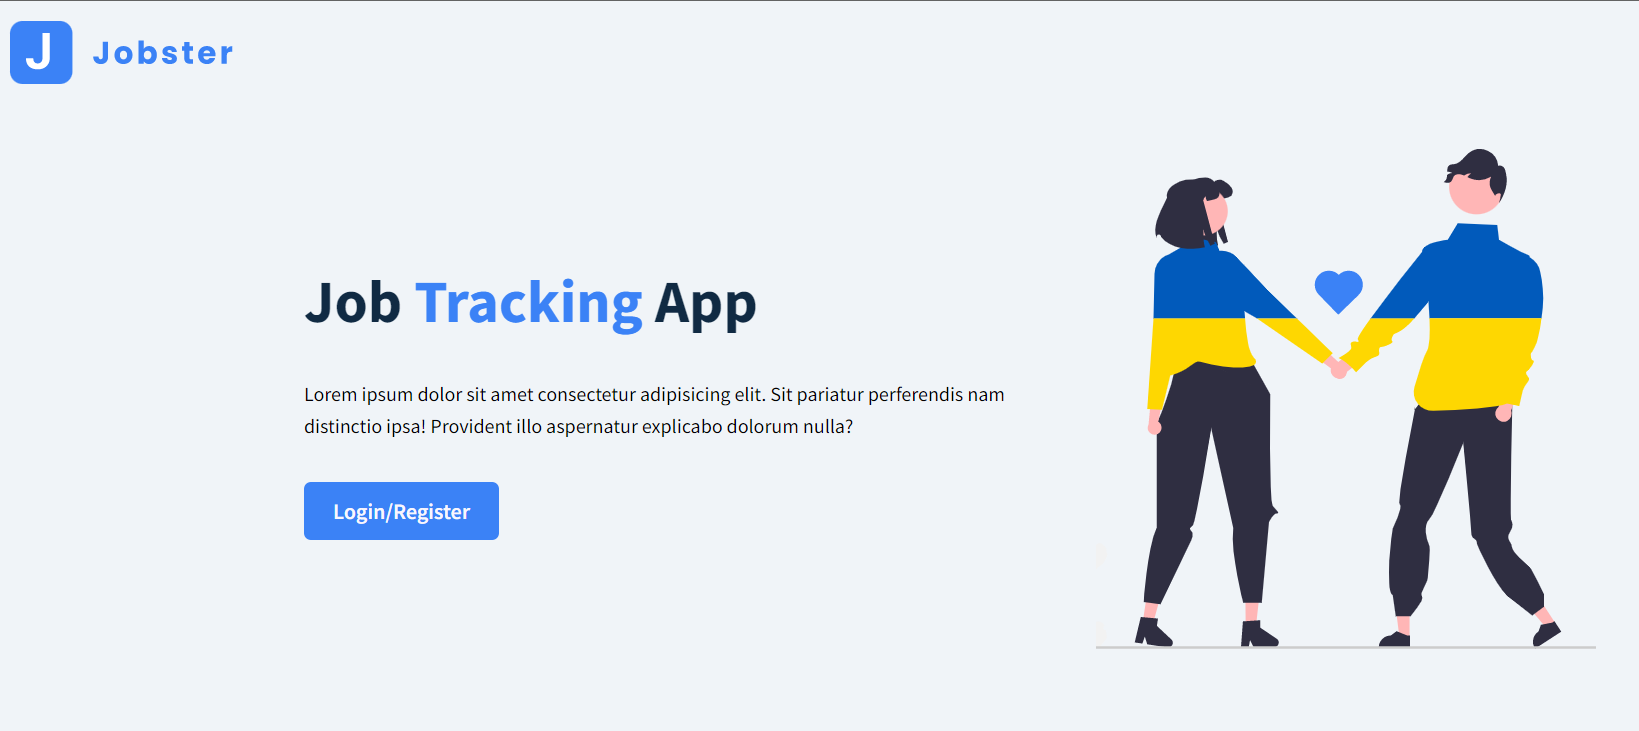 J Jobster
Job Tracking App
Lorem ipsum dolor sit amet consectetur adipisicing elit. Sit pariatur perferendis nam
distinctio ipsa! Provident illo aspernatur explicabo dolorum nulla?
Login/Register